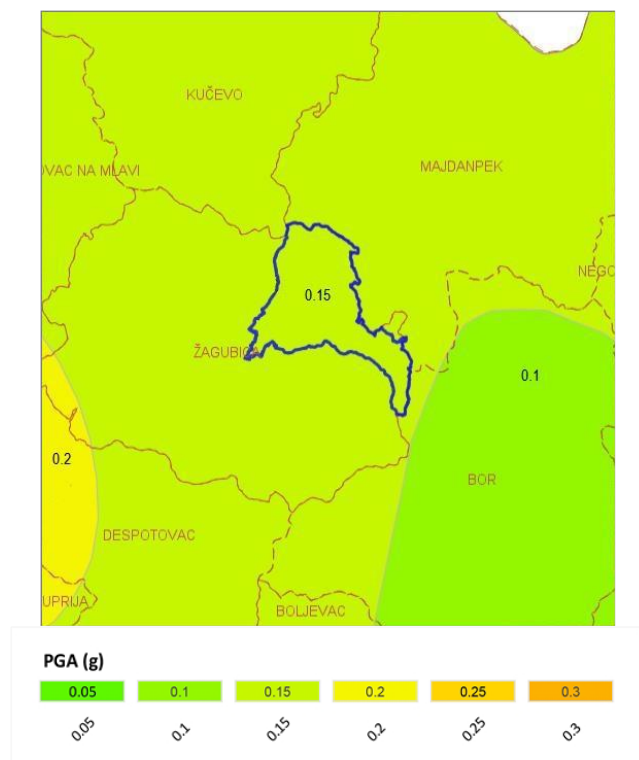 KUČEVO
OVAC NA MLAVI
MAJDANPEK
NEGO
0.15
ŽAGUBICA
0.1
0.2
BOR
DESPOTOVAC
UPRIJA
BOLJEVAC
PGA (g)
0.05 0.1 0.15 0.2 0.25 0.3
0.05 0.1 0.15 0.2 0.25 0.3